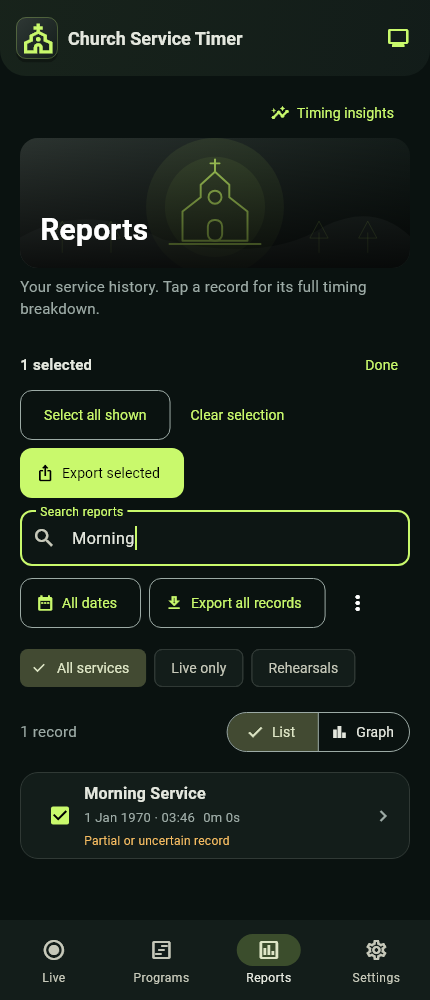 Church Service Timer
Timing insights
Reports
Your service history. Tap a record for its full timing
breakdown.
1 selected
Done
Select all shown
Clear selection
Export selected
Search reports
Morning
All dates
Export all records
All services
Live only
Rehearsals
1 record
List
Graph
Morning Service
1 Jan 1970 · 03:46 0m 0s
Partial or uncertain record
Live
Programs
Reports
Settings